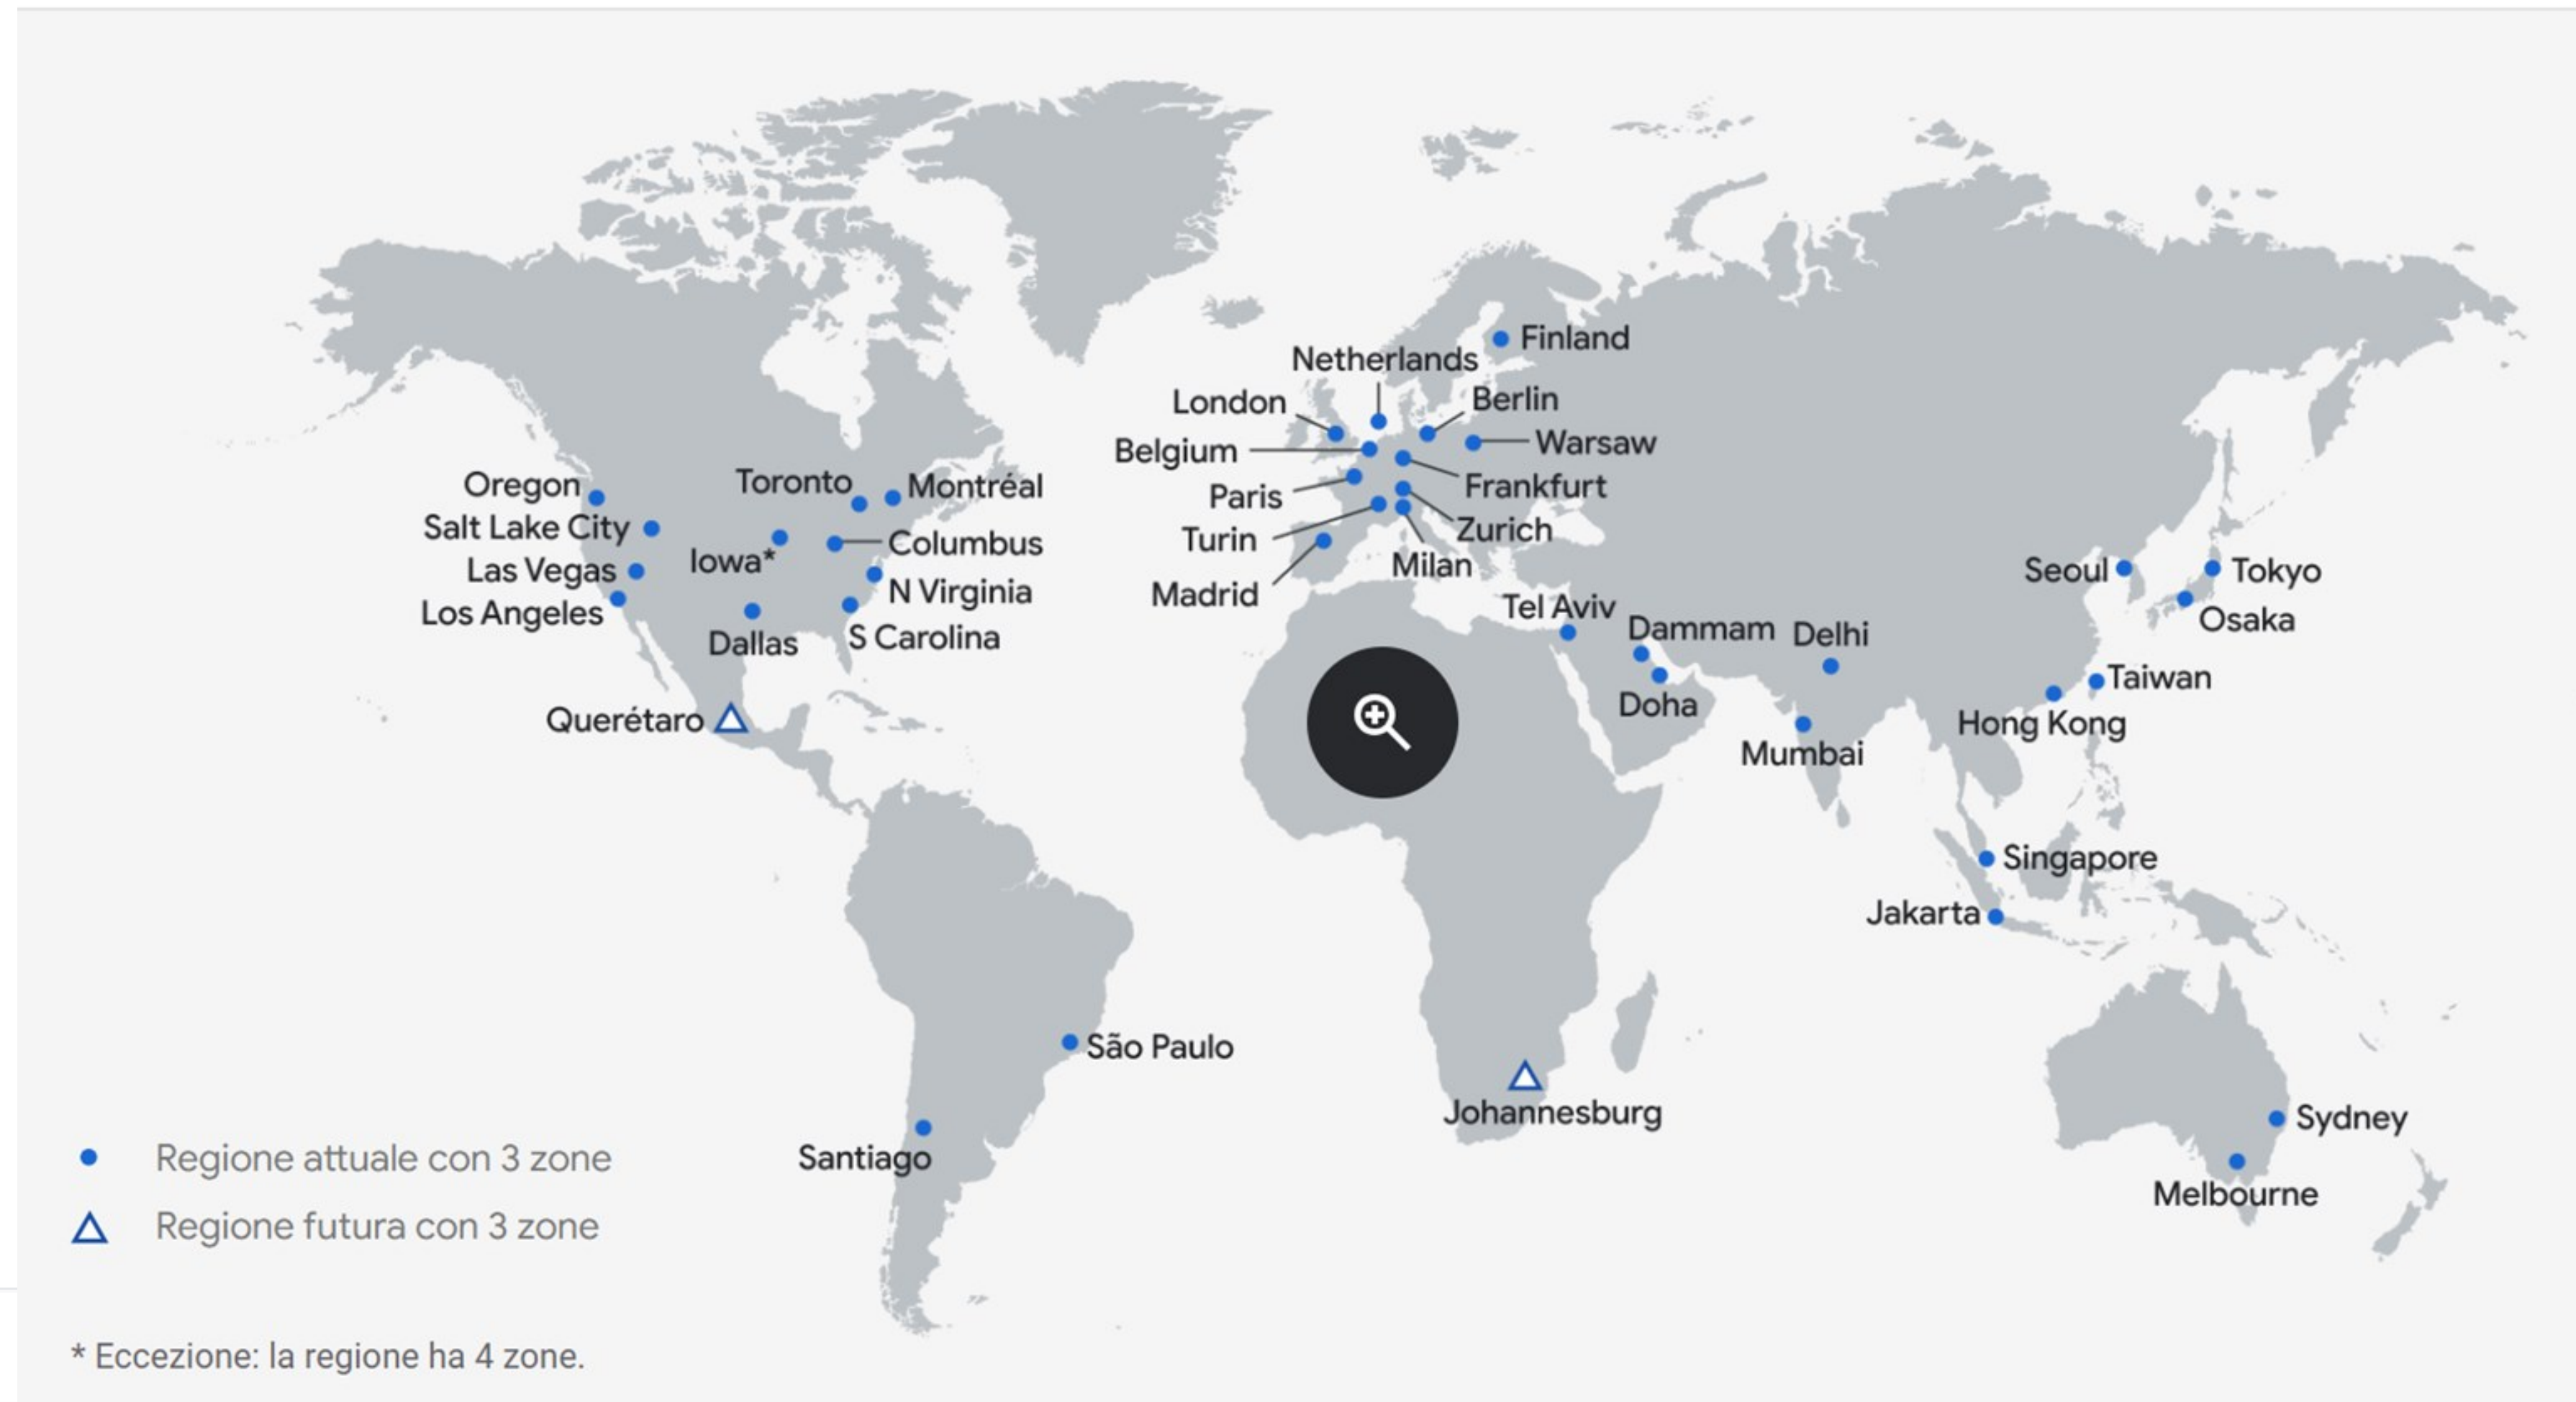 Finland
Netherlands
London
Berlin
Belgium
Warsaw
Paris
Frankfurt
Turin
Zurich
Milan
Madrid
Oregon
Toronto
Montréal
Salt Lake City
Iowa*
Columbus
Las Vegas
N Virginia
Los Angeles
Dallas
S Carolina
Querétaro
Tel Aviv
Dammam
Delhi
Doha
Mumbai
Seoul
Tokyo
Osaka
Taiwan
Hong Kong
Singapore
Jakarta
São Paulo
Santiago
Johannesburg
Sydney
Melbourne
Regione attuale con 3 zone
Regione futura con 3 zone
* Eccezione: la regione ha 4 zone.